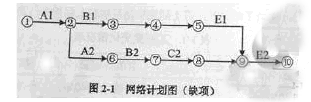 ① A1 ② B1 ③ ④ ⑤ E1
A2 ⑥ B2 ⑦ C2 ⑧ ⑨ E2 ⑩
图 2-1 网络计划图(缺项)